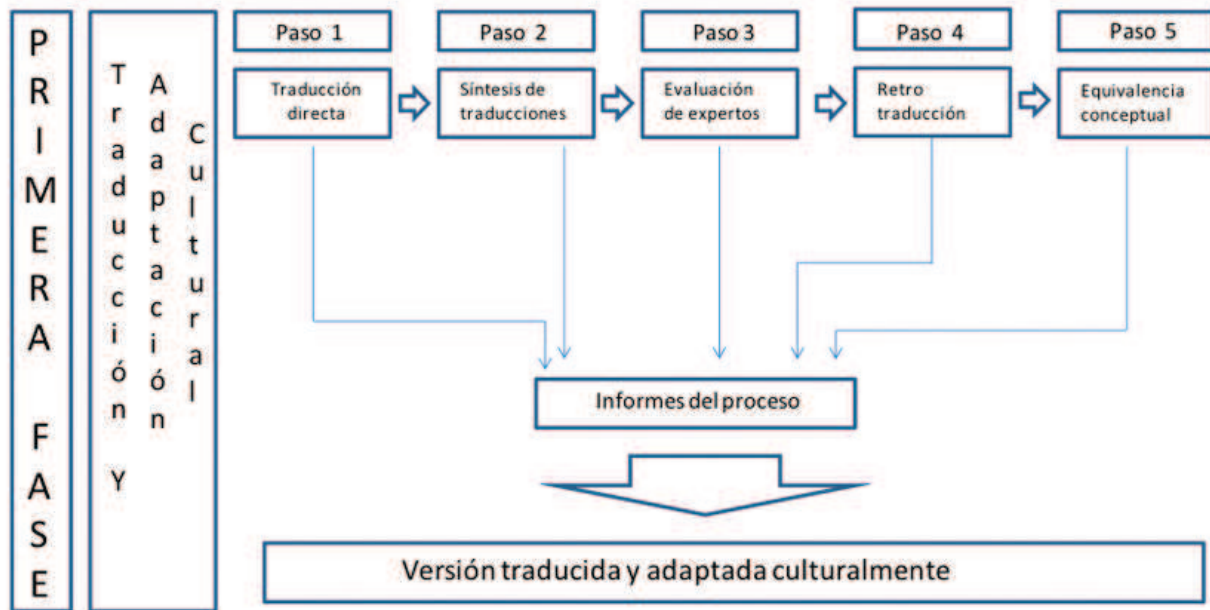 PRIMERA FASE
Traducción Y
Adaptación
Cultural
Paso 1
Paso 2
Paso 3
Paso 4
Paso 5
Traducción
directa
Síntesis de
traducciones
Evaluación
de expertos
Retro
traducción
Equivalencia
conceptual
Informes del proceso
Versión traducida y adaptada culturalmente